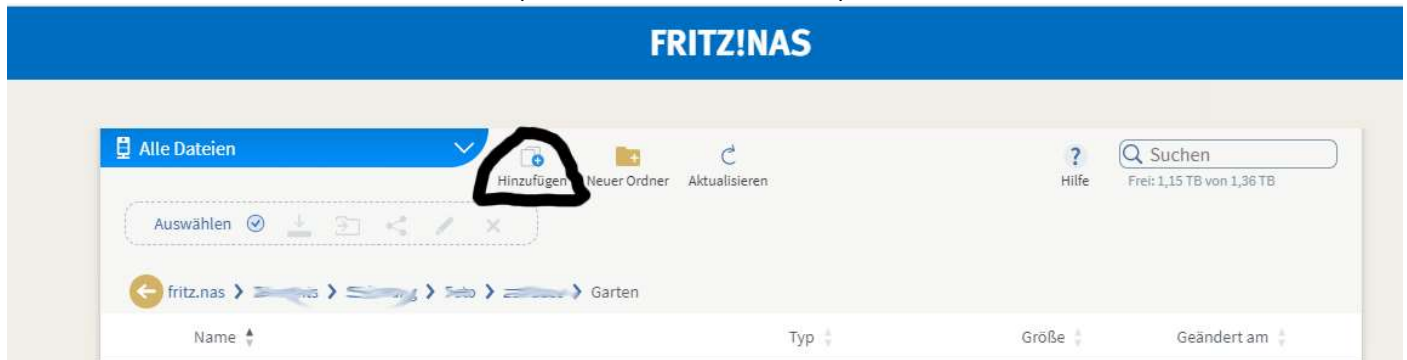 FRITZ!NAS
Alle Dateien
Hinzufügen Neuer Ordner Aktualisieren
? Hilfe
Suchen
Frei: 1,15 TB von 1,36 TB
Auswählen
fritz.nas > > > > > Garten
Name Typ Größe Geändert am